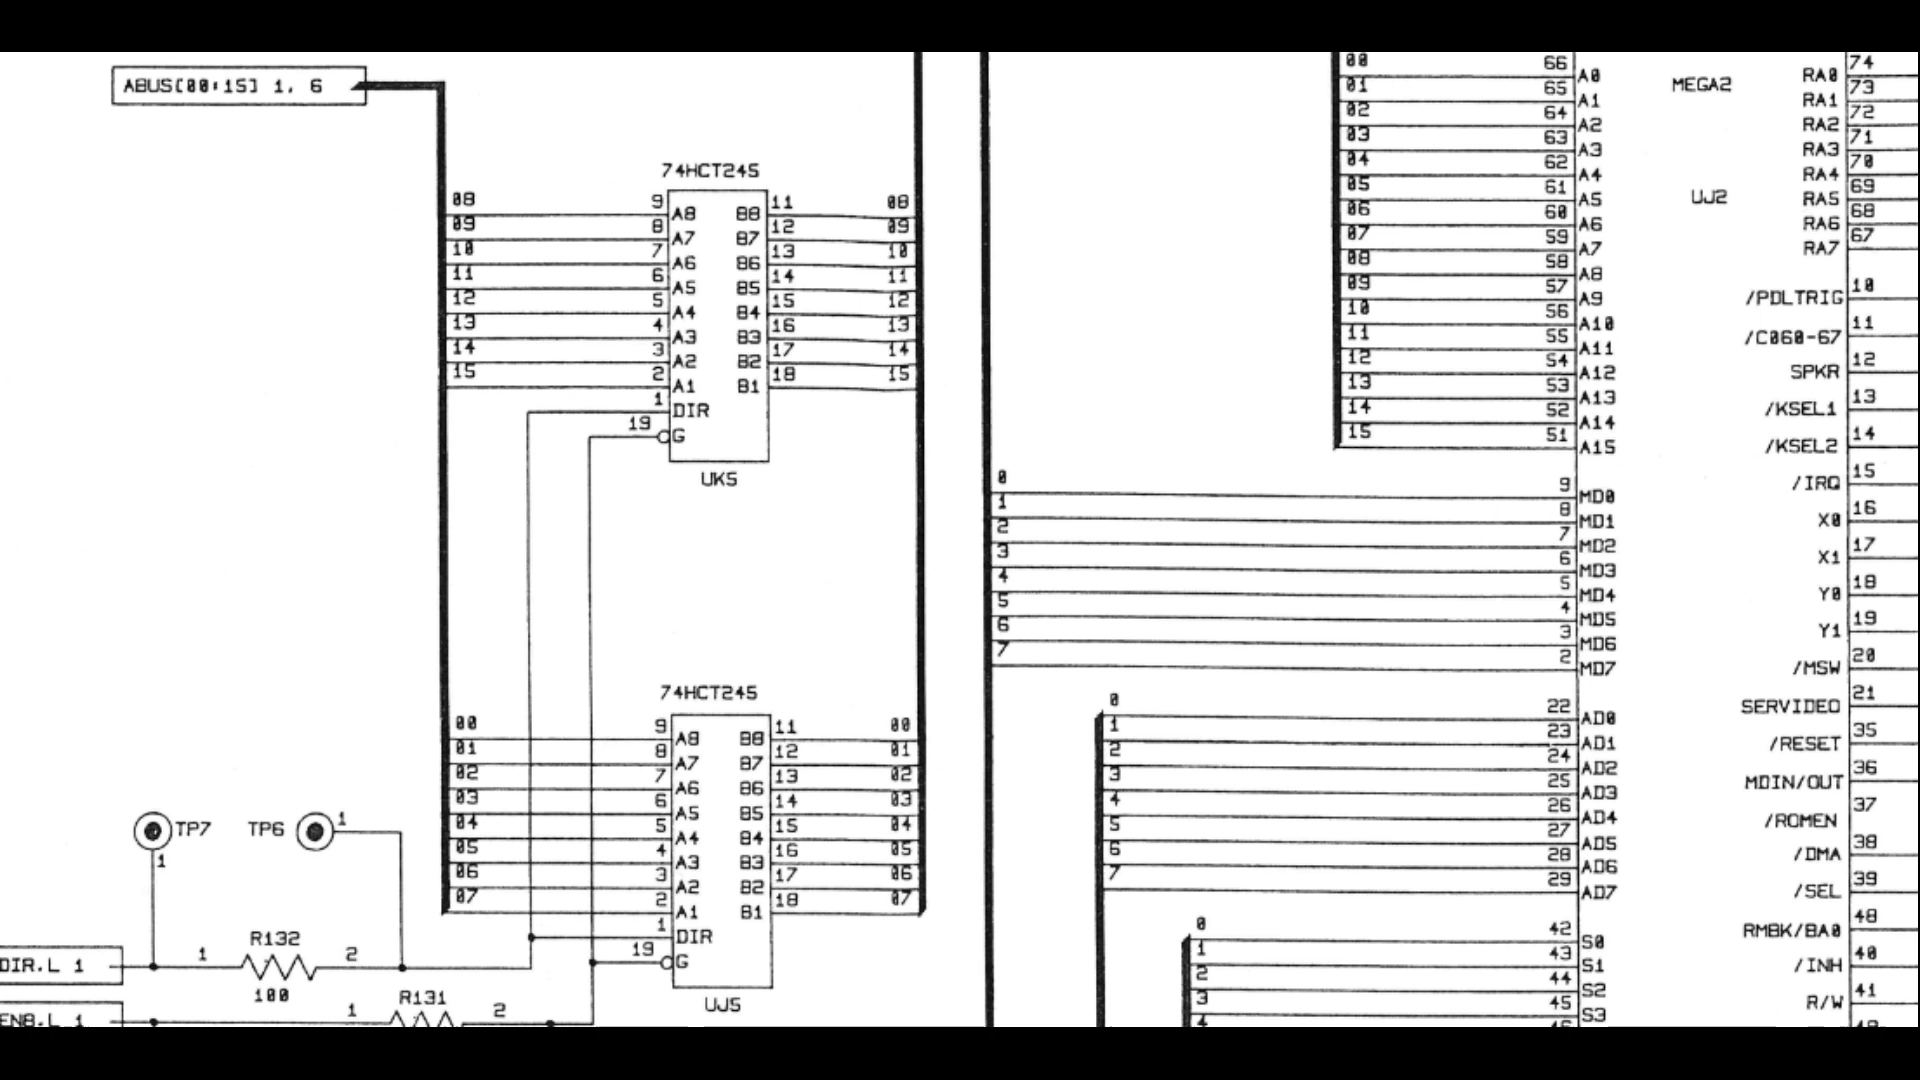 ABUS[00:15] 1, 6
74HCT245
08 9 A8 B8 11 08
09 8 A7 B7 12 09
10 7 A6 B6 13 10
11 6 A5 B5 14 11
12 5 A4 B4 15 12
13 4 A3 B3 16 13
14 3 A2 B2 17 14
15 2 A1 B1 18 15
1 DIR
19 G
UK5
74HCT245
00 9 A8 B8 11 00
01 8 A7 B7 12 01
02 7 A6 B6 13 02
03 6 A5 B5 14 03
04 5 A4 B4 15 04
05 4 A3 B3 16 05
06 3 A2 B2 17 06
07 2 A1 B1 18 07
1 DIR
19 G
UJ5
TP7 TP6 1
1
DIR.L 1 1 R132 2
100
ENB.L 1 1 R131 2
MEGA2
UJ2
00 66 A0
01 65 A1
02 64 A2
03 63 A3
04 62 A4
05 61 A5
06 60 A6
07 59 A7
08 58 A8
09 57 A9
10 56 A10
11 55 A11
12 54 A12
13 53 A13
14 52 A14
15 51 A15
0 9 MD0
1 8 MD1
2 7 MD2
3 6 MD3
4 5 MD4
5 4 MD5
6 3 MD6
7 2 MD7
0 22 AD0
1 23 AD1
2 24 AD2
3 25 AD3
4 26 AD4
5 27 AD5
6 28 AD6
7 29 AD7
0 42 S0
1 43 S1
2 44 S2
3 45 S3
4
RA0 74
RA1 73
RA2 72
RA3 71
RA4 70
RA5 69
RA6 68
RA7 67
/PDLTRIG 10
/C060-67 11
SPKR 12
/KSEL1 13
/KSEL2 14
/IRQ 15
X0 16
X1 17
Y0 18
Y1 19
/MSW 20
SERVIDEO 21
/RESET 35
MDIN/OUT 36
/ROMEN 37
/DMA 38
/SEL 39
RMBK/BA0 48
/INH 40
R/W 41